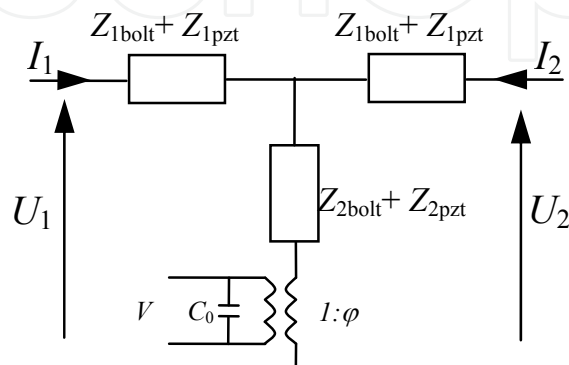 Z1bolt+ Z1pzt
Z1bolt+ Z1pzt
I1
I2
U1
Z2bolt+ Z2pzt
U2
V
C0
1:φ